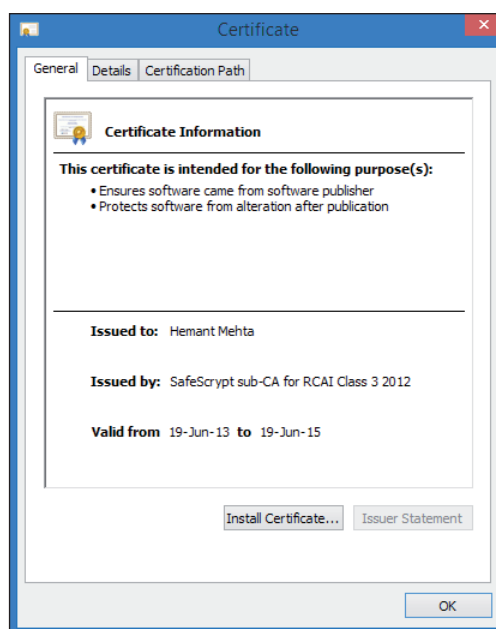 Certificate
General Details Certification Path
Certificate Information
This certificate is intended for the following purpose(s):
• Ensures software came from software publisher
• Protects software from alteration after publication
Issued to: Hemant Mehta
Issued by: SafeScrypt sub-CA for RCAI Class 3 2012
Valid from 19-Jun-13 to 19-Jun-15
Install Certificate... Issuer Statement
OK